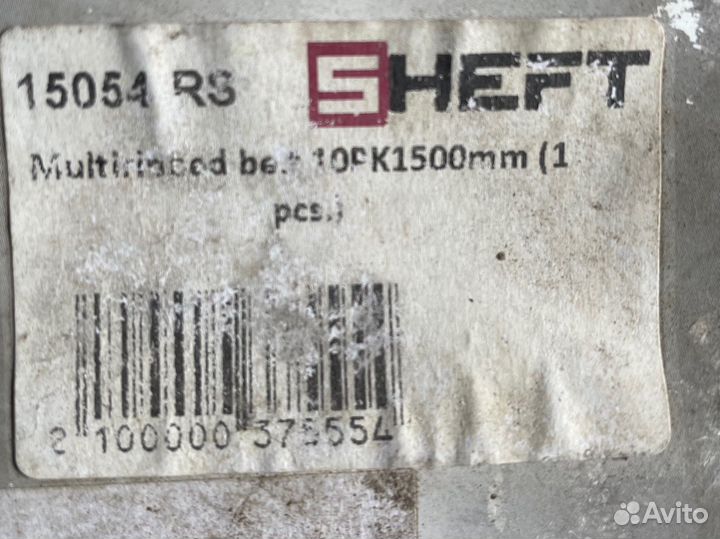 15054 RS SHEFT
Multiribbed belt 10PK1500mm (1
pcs.)
2 100000 375554
Avito